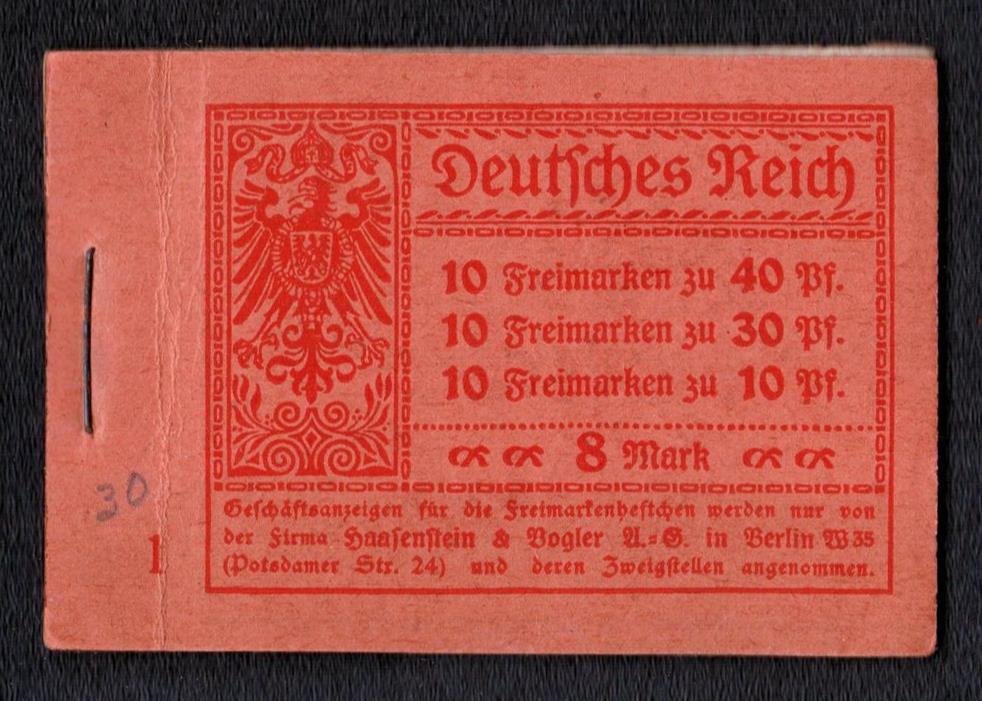 Deutsches Reich
10 Freimarken zu 40 Pf.
10 Freimarken zu 30 Pf.
10 Freimarken zu 10 Pf.
8 Mark
Geschäftsanzeigen für die Freimarkenheftchen werden nur von
der Firma Haasenstein & Vogler A.=G. in Berlin W 35
(Potsdamer Str. 24) und deren Zweigstellen angenommen.
30
1